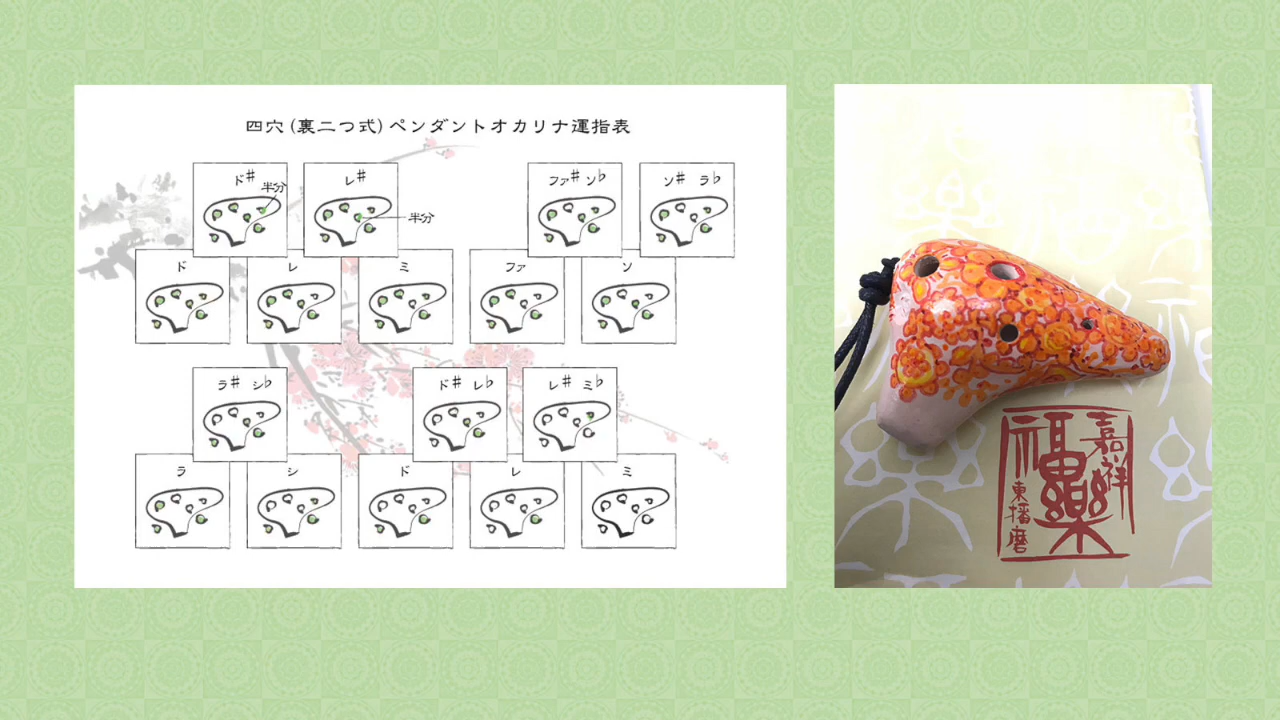 四穴 (裏二つ式) ペンダントオカリナ運指表
ド♯
半分
レ♯
半分
ファ♯ ソ♭
ソ♯ ラ♭
ド
レ
ミ
ファ
ソ
ラ♯ シ♭
ド♯ レ♭
レ♯ ミ♭
ラ
シ
ド
レ
ミ
嘉祥
東播磨